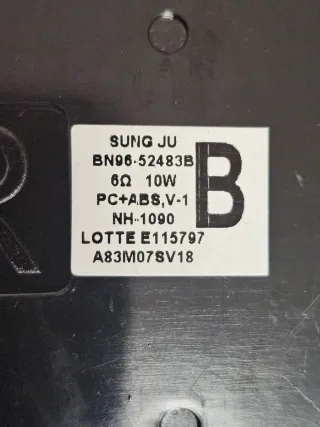 SUNG JU
BN96-52483B
6Ω 10W
PC+ABS,V-1
NH-1090
LOTTE E115797
A83M07SV18
B
R